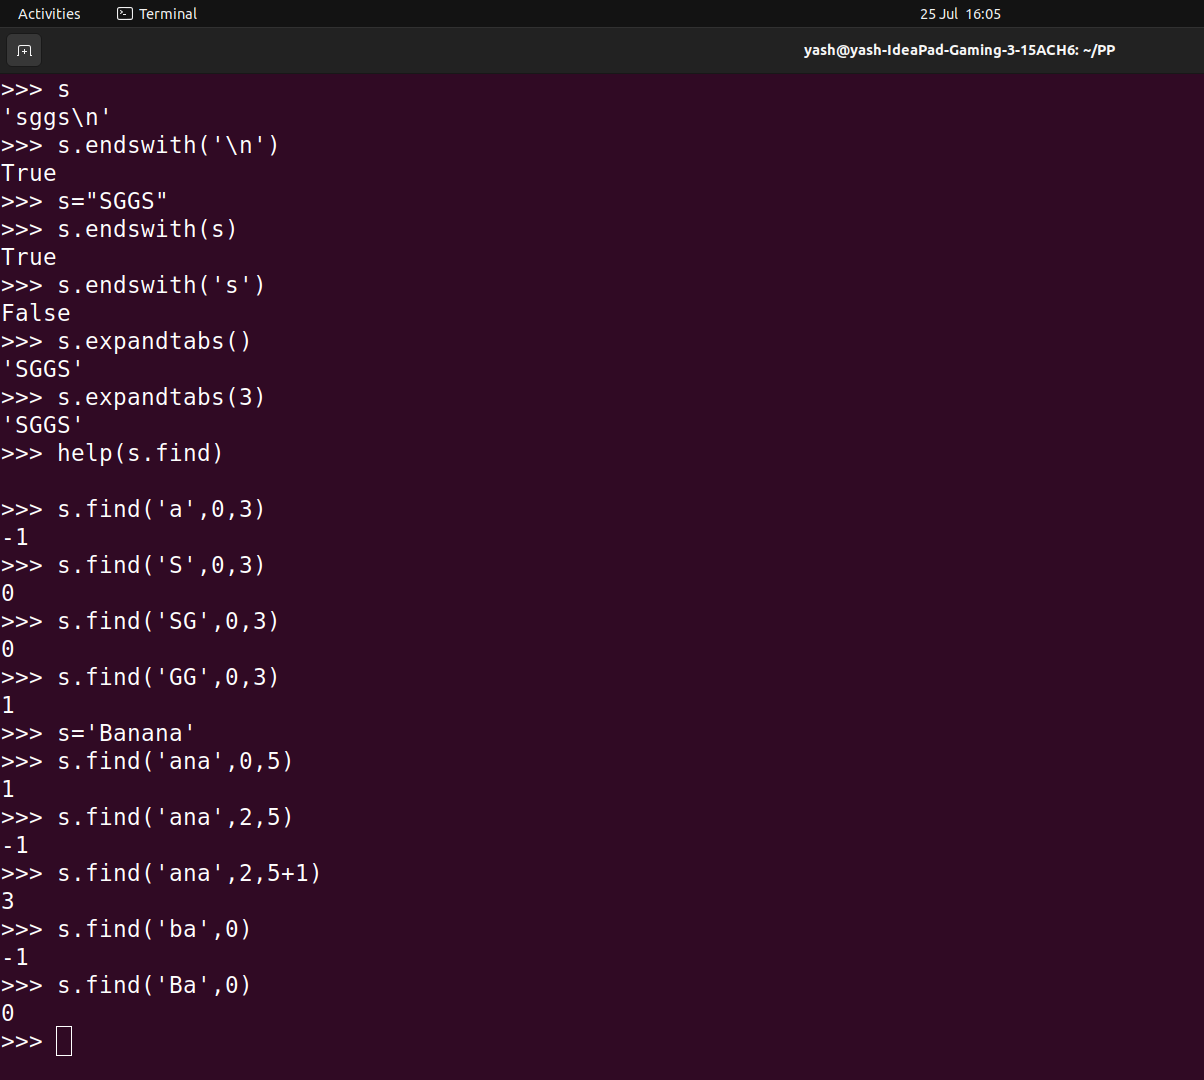 Activities Terminal 25 Jul 16:05
yash@yash-IdeaPad-Gaming-3-15ACH6: ~/PP
>>> s
'sggs\n'
>>> s.endswith('\n')
True
>>> s="SGGS"
>>> s.endswith(s)
True
>>> s.endswith('s')
False
>>> s.expandtabs()
'SGGS'
>>> s.expandtabs(3)
'SGGS'
>>> help(s.find)
>>> s.find('a',0,3)
-1
>>> s.find('S',0,3)
0
>>> s.find('SG',0,3)
0
>>> s.find('GG',0,3)
1
>>> s='Banana'
>>> s.find('ana',0,5)
1
>>> s.find('ana',2,5)
-1
>>> s.find('ana',2,5+1)
3
>>> s.find('ba',0)
-1
>>> s.find('Ba',0)
0
>>>